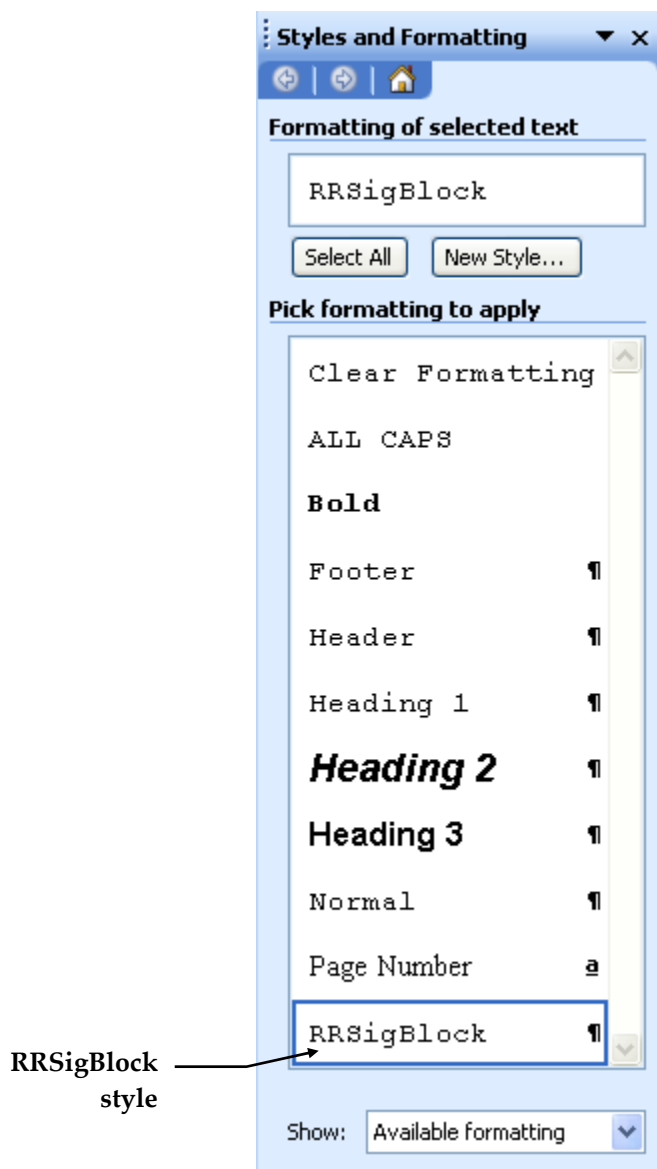 Styles and Formatting
Formatting of selected text
RRSigBlock
Select All New Style...
Pick formatting to apply
Clear Formatting
ALL CAPS
Bold
Footer ¶
Header ¶
Heading 1 ¶
Heading 2 ¶
Heading 3 ¶
Normal ¶
Page Number a
RRSigBlock ¶
RRSigBlock
style
Show: Available formatting